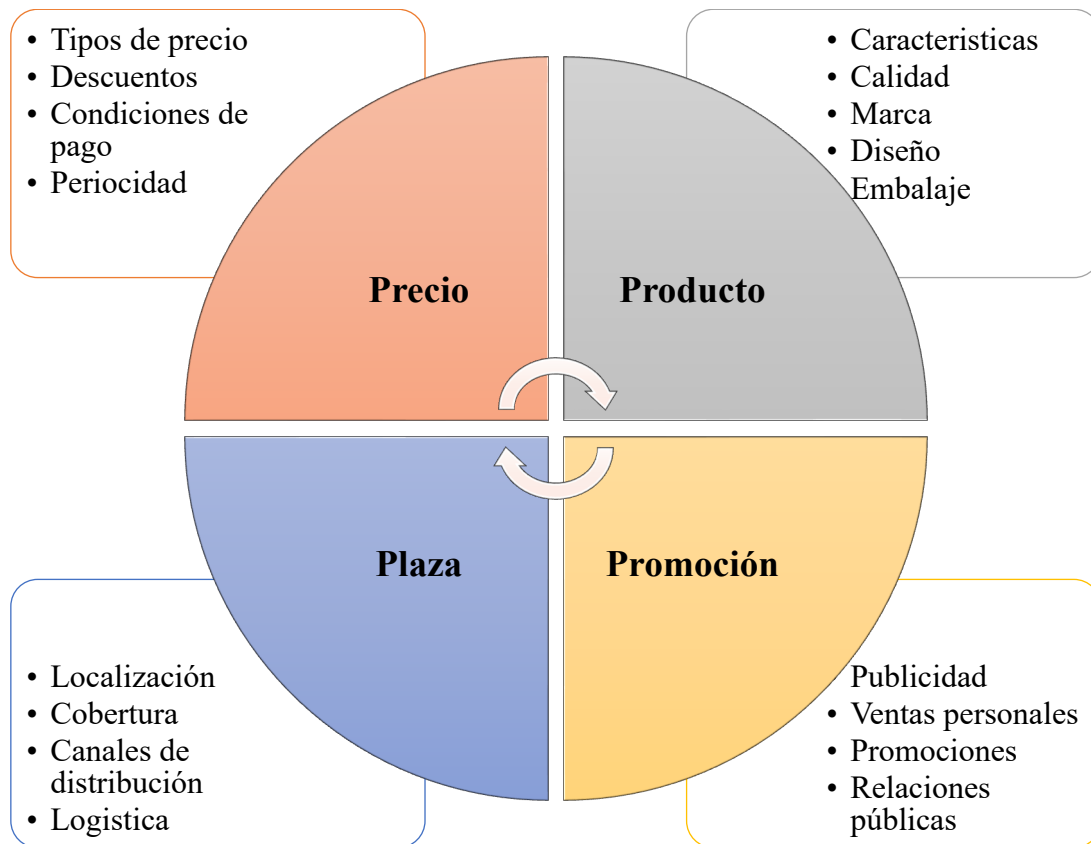 • Tipos de precio
• Descuentos
• Condiciones de
pago
• Periocidad
• Caracteristicas
• Calidad
• Marca
• Diseño
Embalaje
Precio
Producto
Plaza
Promoción
• Localización
• Cobertura
• Canales de
distribución
• Logistica
Publicidad
• Ventas personales
• Promociones
• Relaciones
públicas